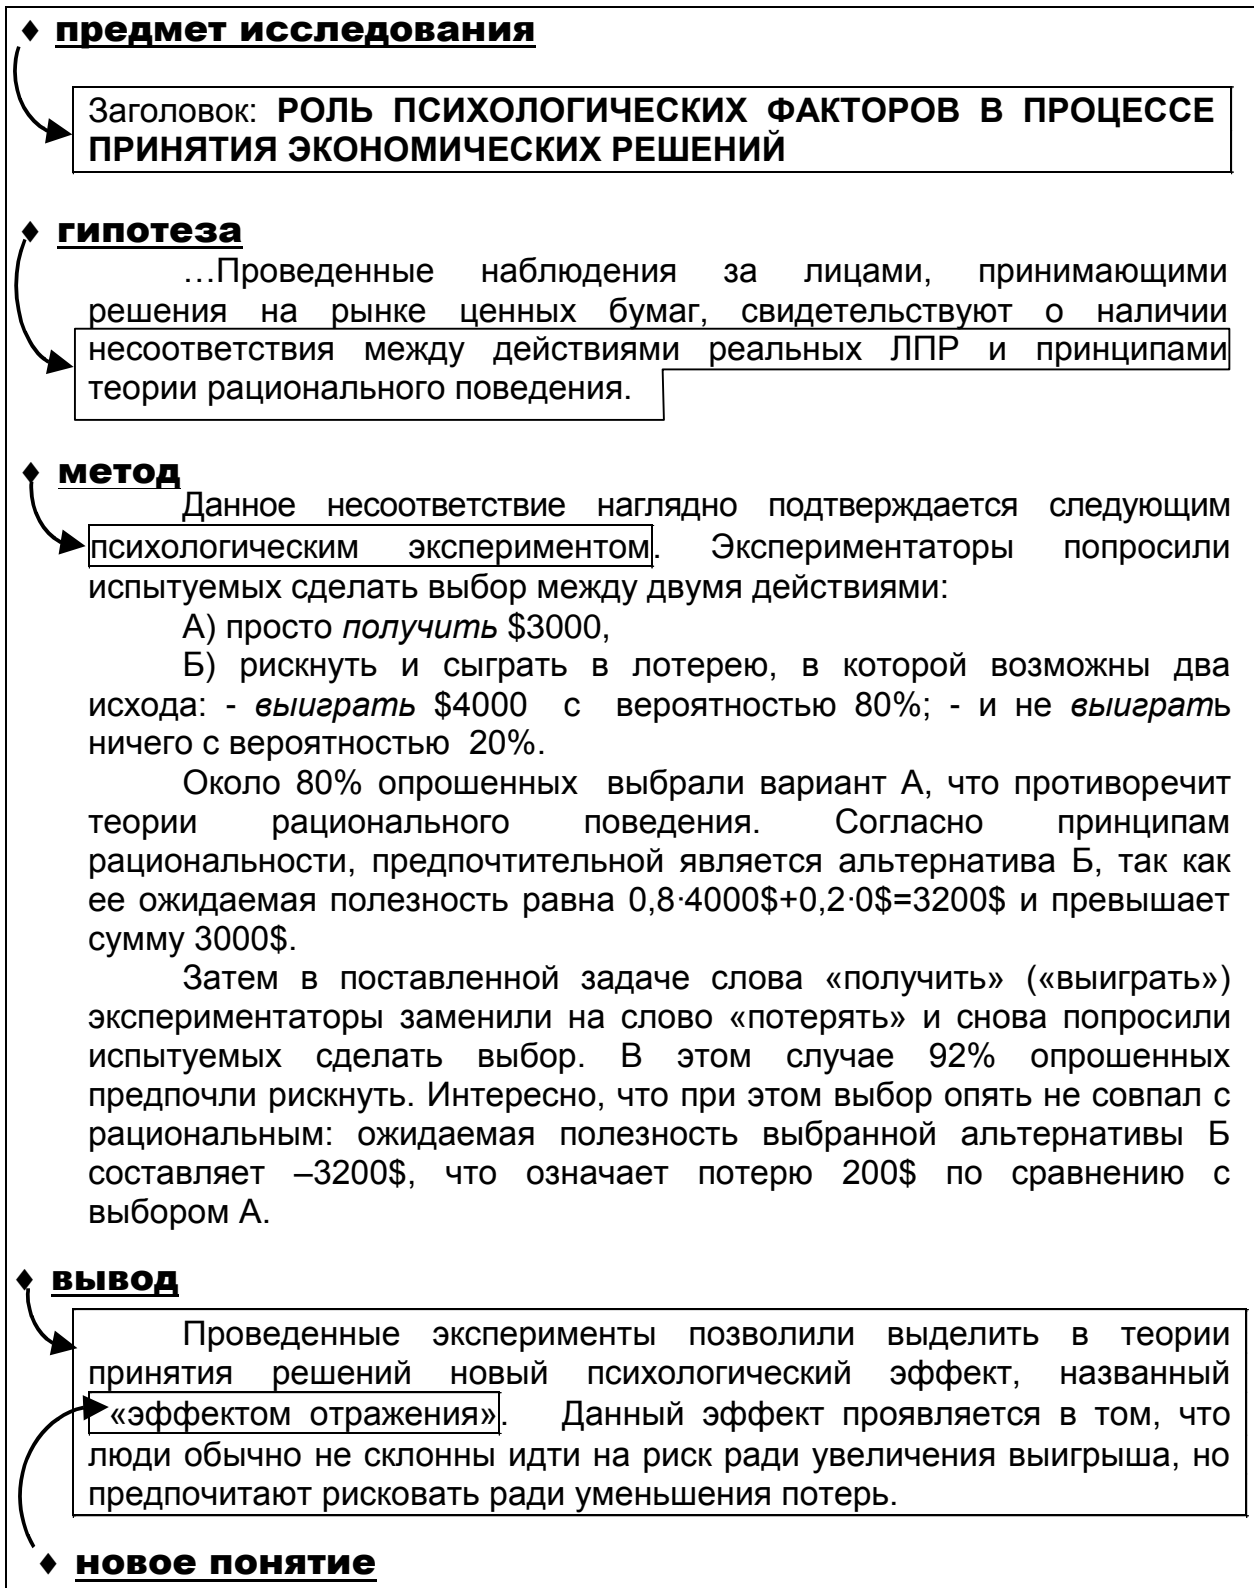 ♦ предмет исследования
Заголовок: РОЛЬ ПСИХОЛОГИЧЕСКИХ ФАКТОРОВ В ПРОЦЕССЕ
ПРИНЯТИЯ ЭКОНОМИЧЕСКИХ РЕШЕНИЙ
♦ гипотеза
…Проведенные наблюдения за лицами, принимающими
решения на рынке ценных бумаг, свидетельствуют о наличии
несоответствия между действиями реальных ЛПР и принципами
теории рационального поведения.
♦ метод
Данное несоответствие наглядно подтверждается следующим
психологическим экспериментом. Экспериментаторы попросили
испытуемых сделать выбор между двумя действиями:
А) просто получить $3000,
Б) рискнуть и сыграть в лотерею, в которой возможны два
исхода: - выиграть $4000 с вероятностью 80%; - и не выиграть
ничего с вероятностью 20%.
Около 80% опрошенных выбрали вариант А, что противоречит
теории рационального поведения. Согласно принципам
рациональности, предпочтительной является альтернатива Б, так как
ее ожидаемая полезность равна 0,8·4000$+0,2·0$=3200$ и превышает
сумму 3000$.
Затем в поставленной задаче слова «получить» («выиграть»)
экспериментаторы заменили на слово «потерять» и снова попросили
испытуемых сделать выбор. В этом случае 92% опрошенных
предпочли рискнуть. Интересно, что при этом выбор опять не совпал с
рациональным: ожидаемая полезность выбранной альтернативы Б
составляет –3200$, что означает потерю 200$ по сравнению с
выбором А.
♦ вывод
Проведенные эксперименты позволили выделить в теории
принятия решений новый психологический эффект, названный
«эффектом отражения». Данный эффект проявляется в том, что
люди обычно не склонны идти на риск ради увеличения выигрыша, но
предпочитают рисковать ради уменьшения потерь.
♦ новое понятие